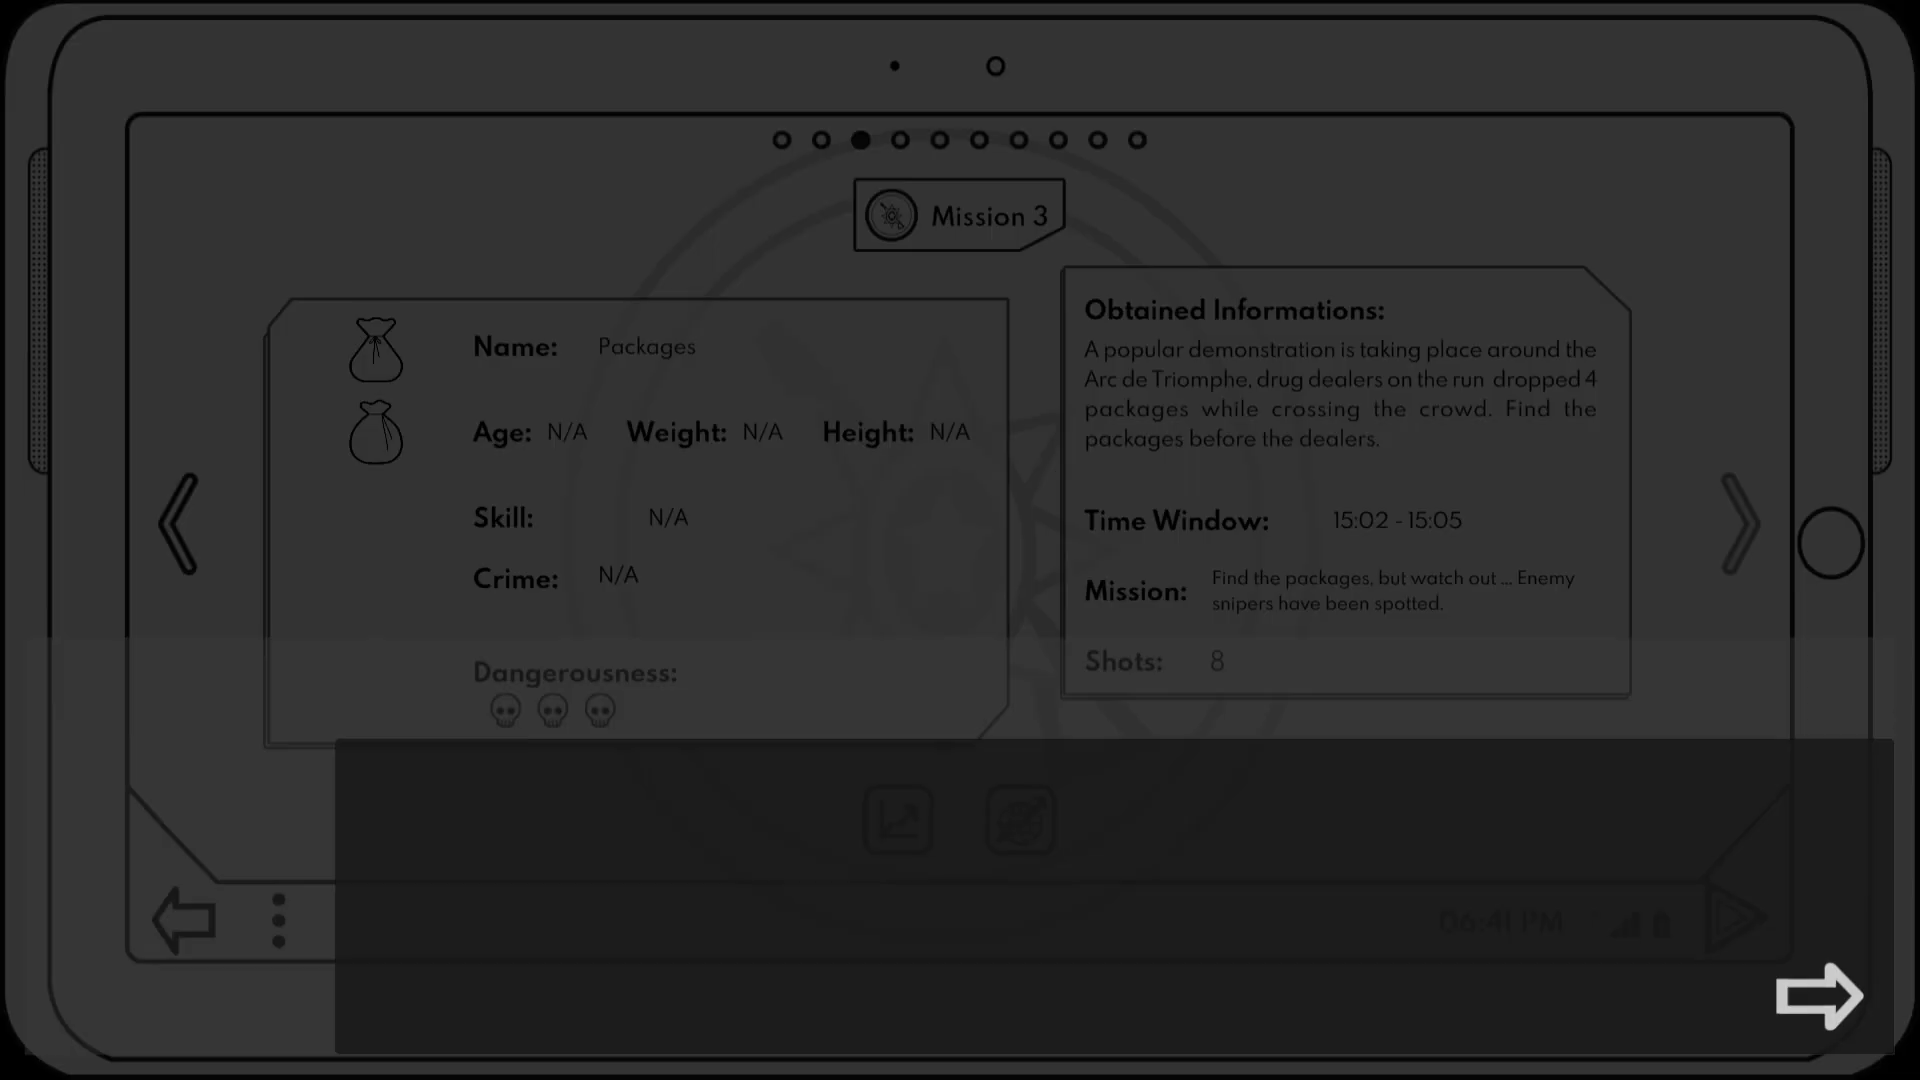 Mission 3
Name: Packages
Age: N/A Weight: N/A Height: N/A
Skill: N/A
Crime: N/A
Dangerousness:
Obtained Informations:
A popular demonstration is taking place around the
Arc de Triomphe, drug dealers on the run dropped 4
packages while crossing the crowd. Find the
packages before the dealers.
Time Window: 15:02 - 15:05
Mission: Find the packages, but watch out ... Enemy
snipers have been spotted.
Shots: 8
06:41 PM